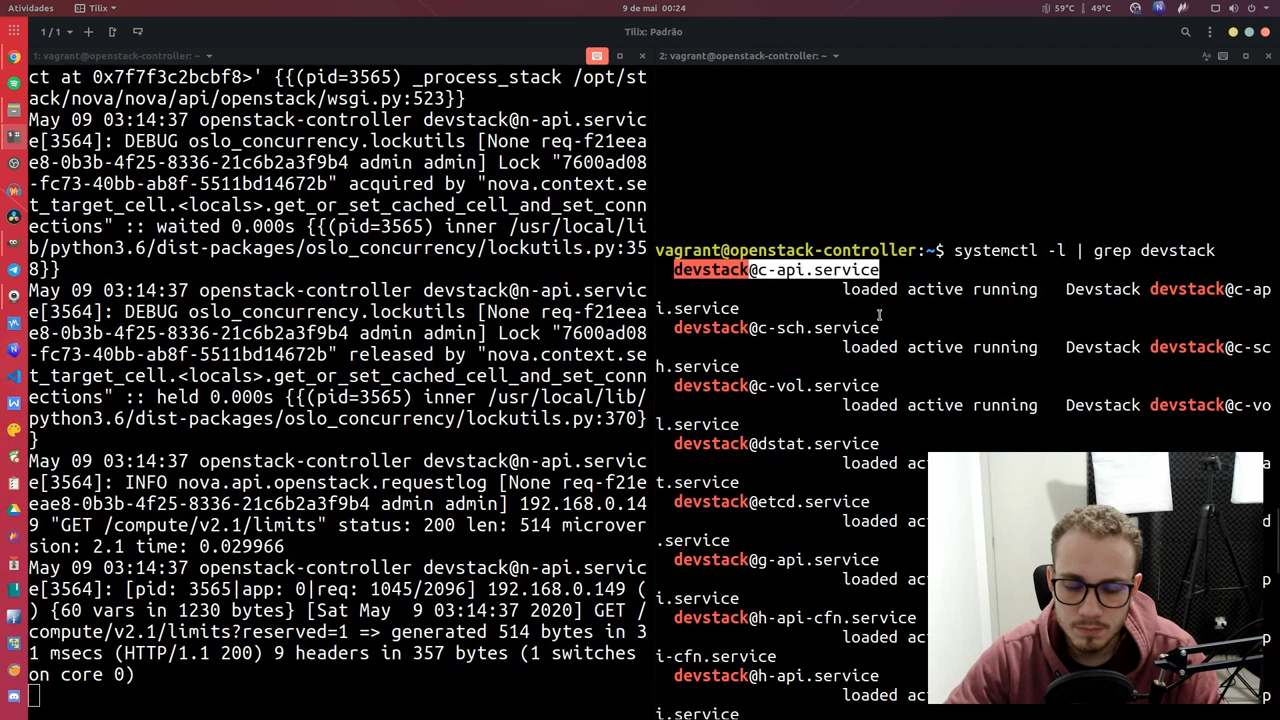 Atividades
Tilix
9 de mai  00:24
59°C
49°C
1 / 1
Tilix: Padrão
1: vagrant@openstack-controller: ~
2: vagrant@openstack-controller: ~
ct at 0x7f7f3c2bcbf8>' {{(pid=3565) _process_stack /opt/st
ack/nova/nova/api/openstack/wsgi.py:523}}
May 09 03:14:37 openstack-controller devstack@n-api.servic
e[3564]: DEBUG oslo_concurrency.lockutils [None req-f21eea
e8-0b3b-4f25-8336-21c6b2a3f9b4 admin admin] Lock "7600ad08
-fc73-40bb-ab8f-5511bd14672b" acquired by "nova.context.se
t_target_cell.<locals>.get_or_set_cached_cell_and_set_conn
ections" :: waited 0.000s {{(pid=3565) inner /usr/local/li
b/python3.6/dist-packages/oslo_concurrency/lockutils.py:35
8}}
May 09 03:14:37 openstack-controller devstack@n-api.servic
e[3564]: DEBUG oslo_concurrency.lockutils [None req-f21eea
e8-0b3b-4f25-8336-21c6b2a3f9b4 admin admin] Lock "7600ad08
-fc73-40bb-ab8f-5511bd14672b" released by "nova.context.se
t_target_cell.<locals>.get_or_set_cached_cell_and_set_conn
ections" :: held 0.000s {{(pid=3565) inner /usr/local/lib/
python3.6/dist-packages/oslo_concurrency/lockutils.py:370}
}
May 09 03:14:37 openstack-controller devstack@n-api.servic
e[3564]: INFO nova.api.openstack.requestlog [None req-f21e
eae8-0b3b-4f25-8336-21c6b2a3f9b4 admin admin] 192.168.0.14
9 "GET /compute/v2.1/limits" status: 200 len: 514 microver
sion: 2.1 time: 0.029966
May 09 03:14:37 openstack-controller devstack@n-api.servic
e[3564]: [pid: 3565|app: 0|req: 1045/2096] 192.168.0.149 (
) {60 vars in 1230 bytes} [Sat May  9 03:14:37 2020] GET /
compute/v2.1/limits?reserved=1 => generated 514 bytes in 3
1 msecs (HTTP/1.1 200) 9 headers in 357 bytes (1 switches
on core 0)
vagrant@openstack-controller:~$ systemctl -l | grep devstack
devstack@c-api.service
loaded active running   Devstack devstack@c-ap
i.service
devstack@c-sch.service
loaded active running   Devstack devstack@c-sc
h.service
devstack@c-vol.service
loaded active running   Devstack devstack@c-vo
l.service
devstack@dstat.service
loaded ac
t.service
devstack@etcd.service
loaded ac
d
.service
devstack@g-api.service
loaded ac
p
i.service
devstack@h-api-cfn.service
loaded ac
p
i-cfn.service
devstack@h-api.service
loaded ac
p
i.service